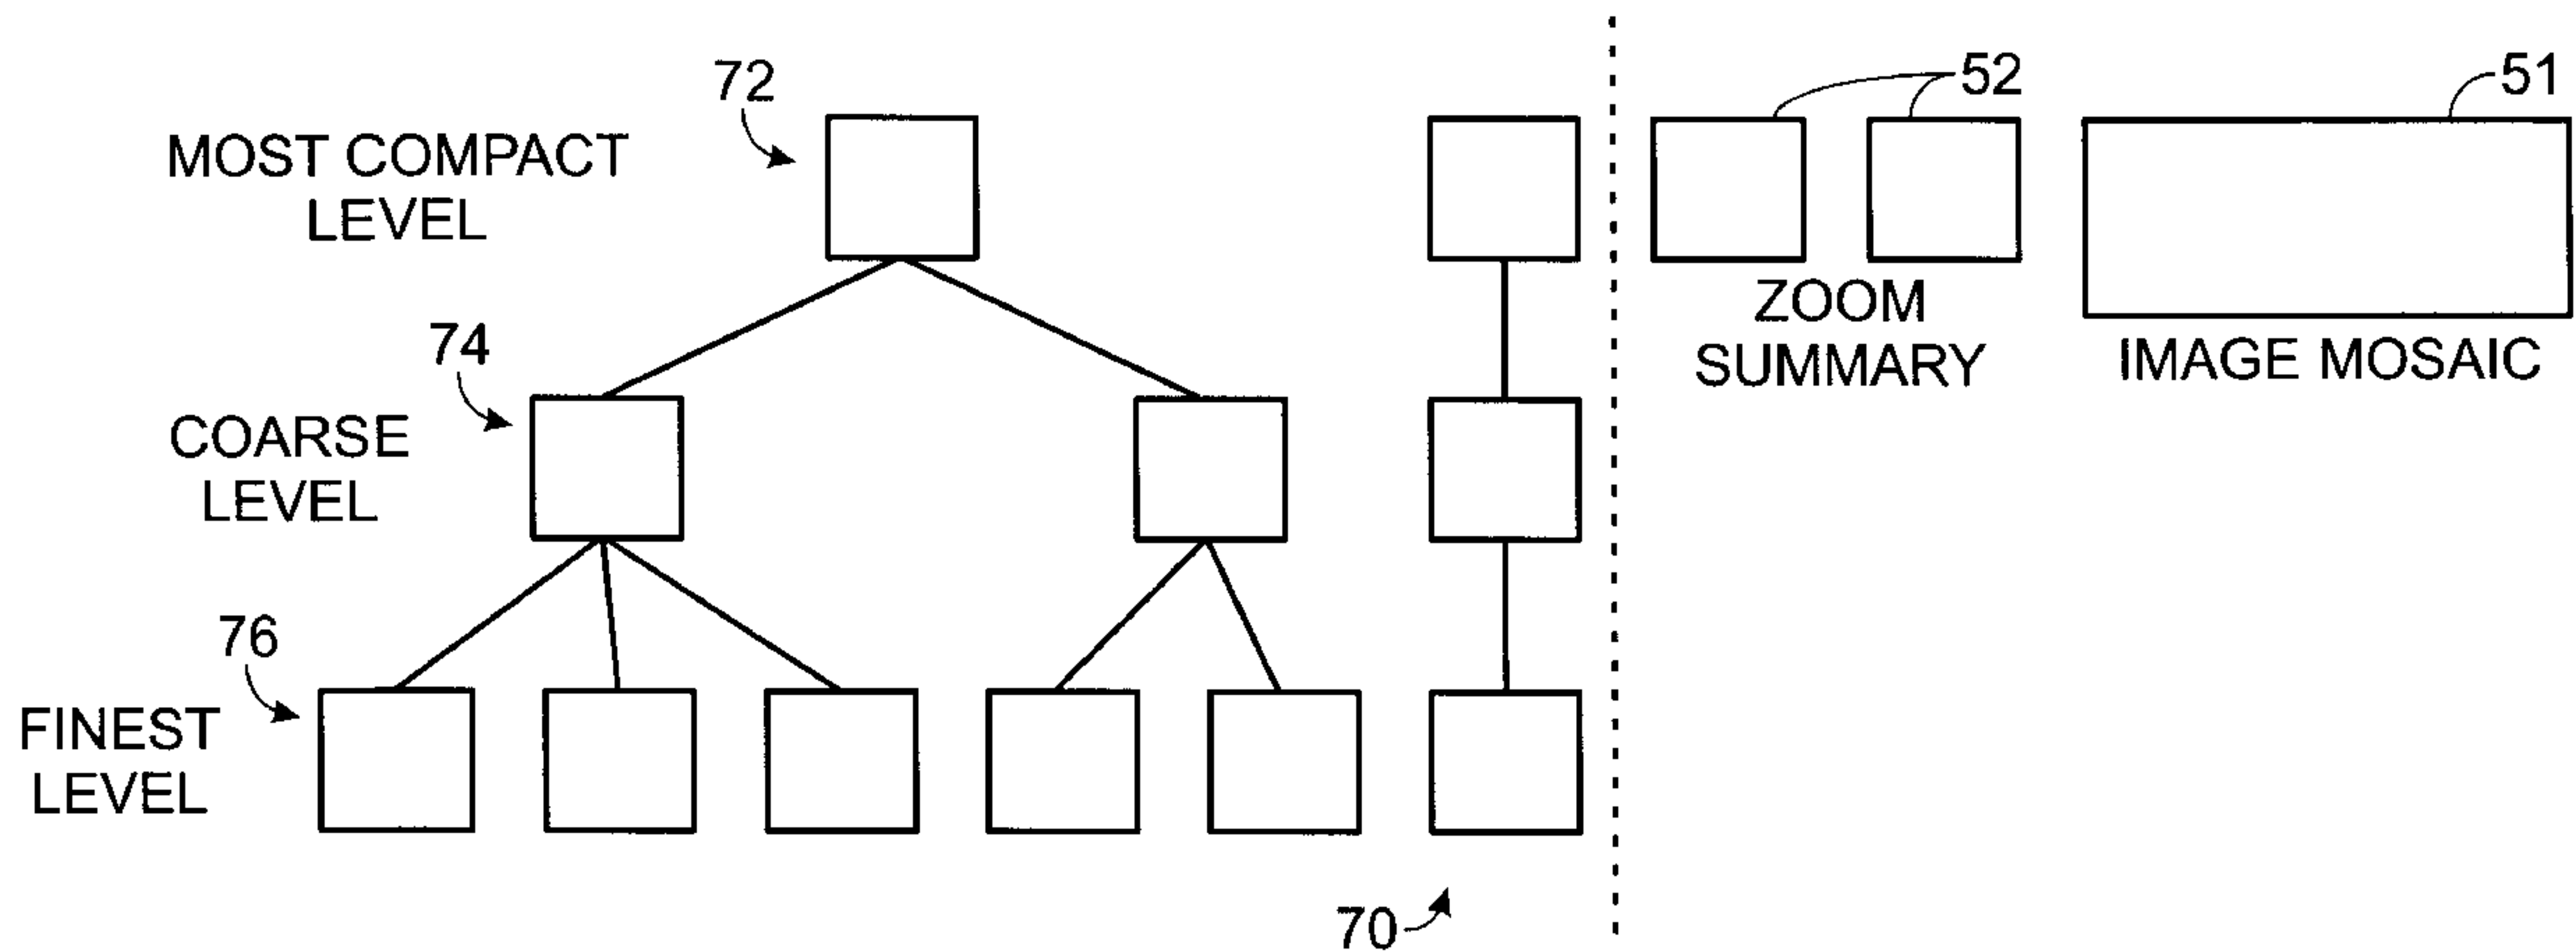 72
52
51
MOST COMPACT
LEVEL
ZOOM
SUMMARY
IMAGE MOSAIC
74
COARSE
LEVEL
76
FINEST
LEVEL
70